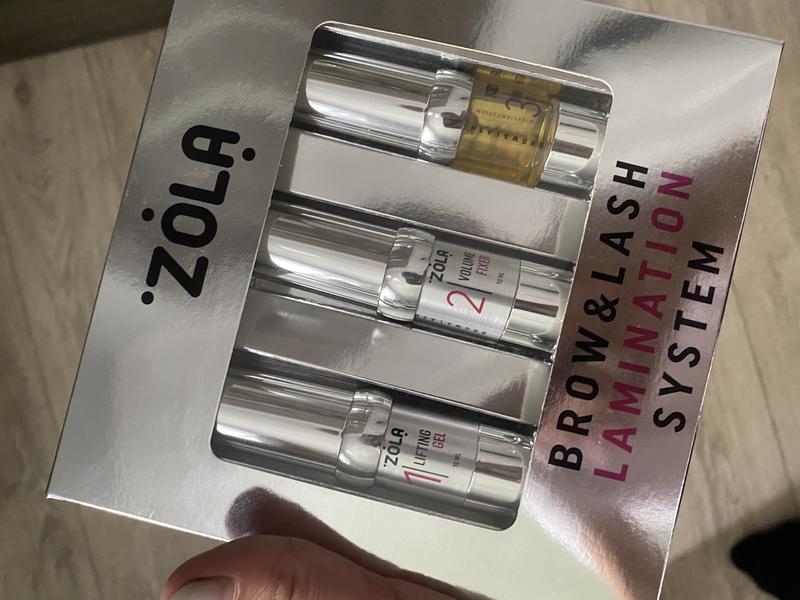 ZOLA
BROW&LASH
LAMINATION
SYSTEM
3
ZOLA
2
VOLUME
FIXER
10 ML
ZOLA
1
LIFTING
GEL
10 ML